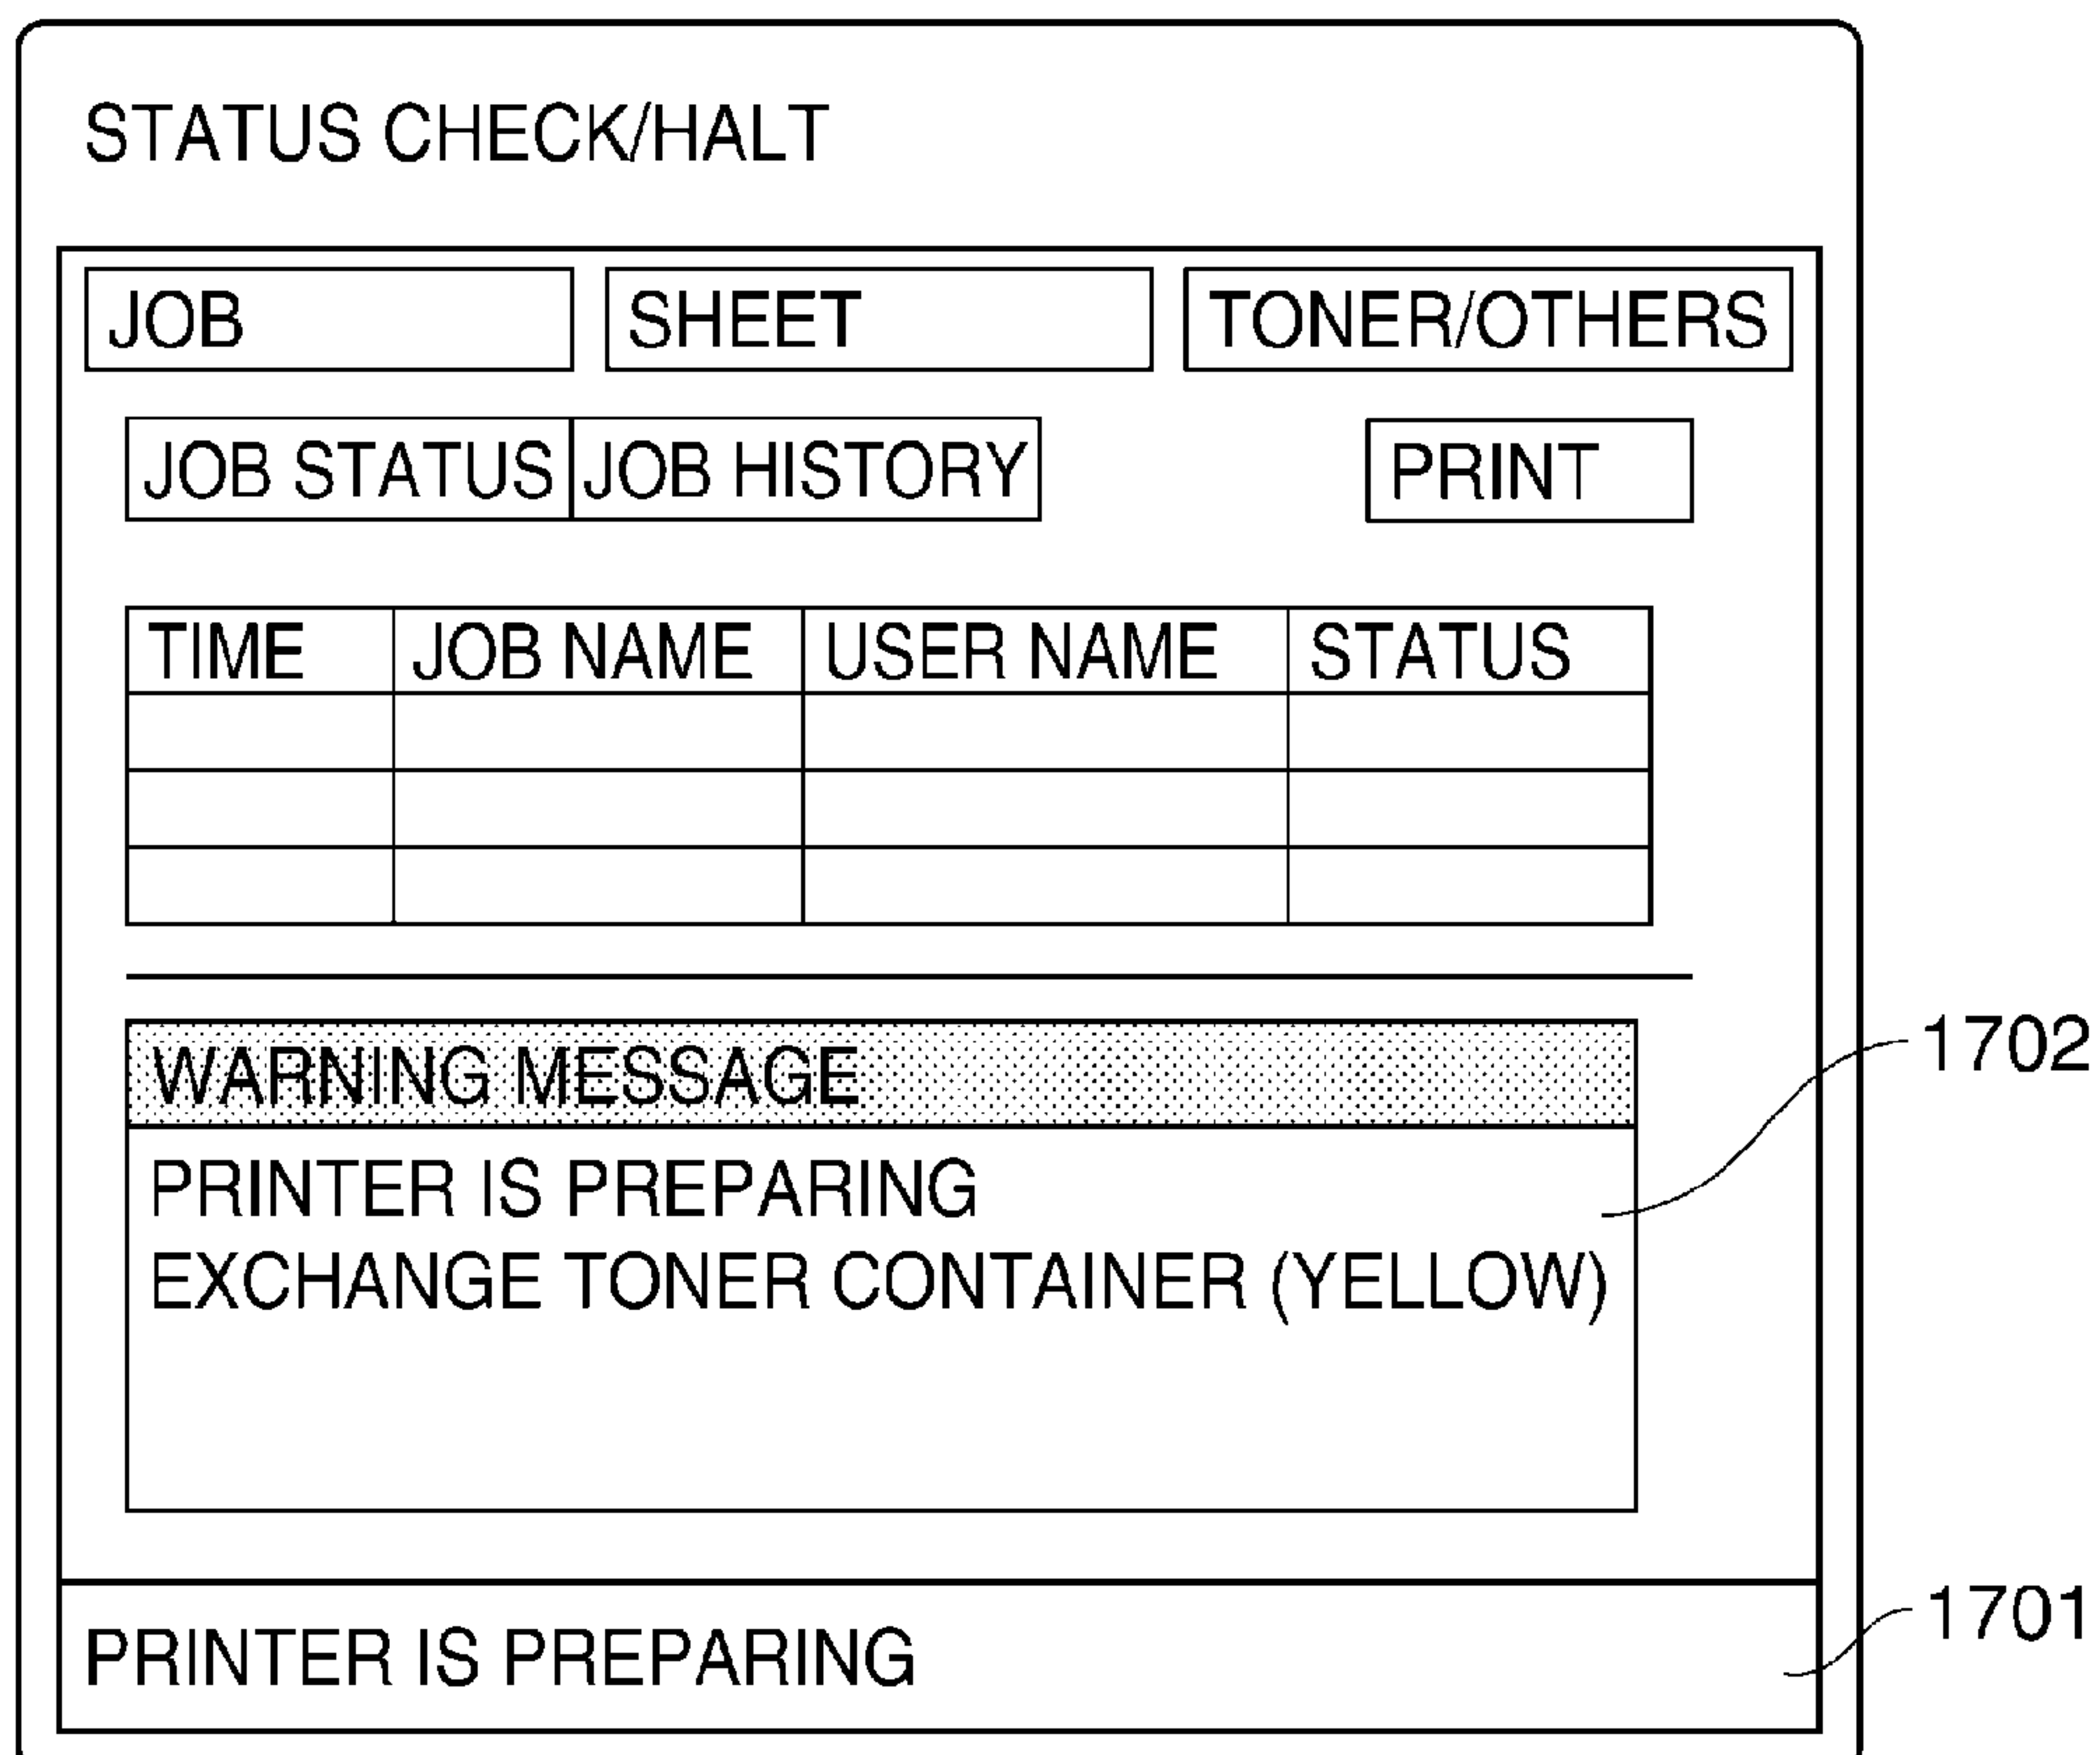 STATUS CHECK/HALT
JOB SHEET TONER/OTHERS
JOB STATUS JOB HISTORY PRINT
TIME JOB NAME USER NAME STATUS
WARNING MESSAGE
1702
PRINTER IS PREPARING
EXCHANGE TONER CONTAINER (YELLOW)
1701
PRINTER IS PREPARING